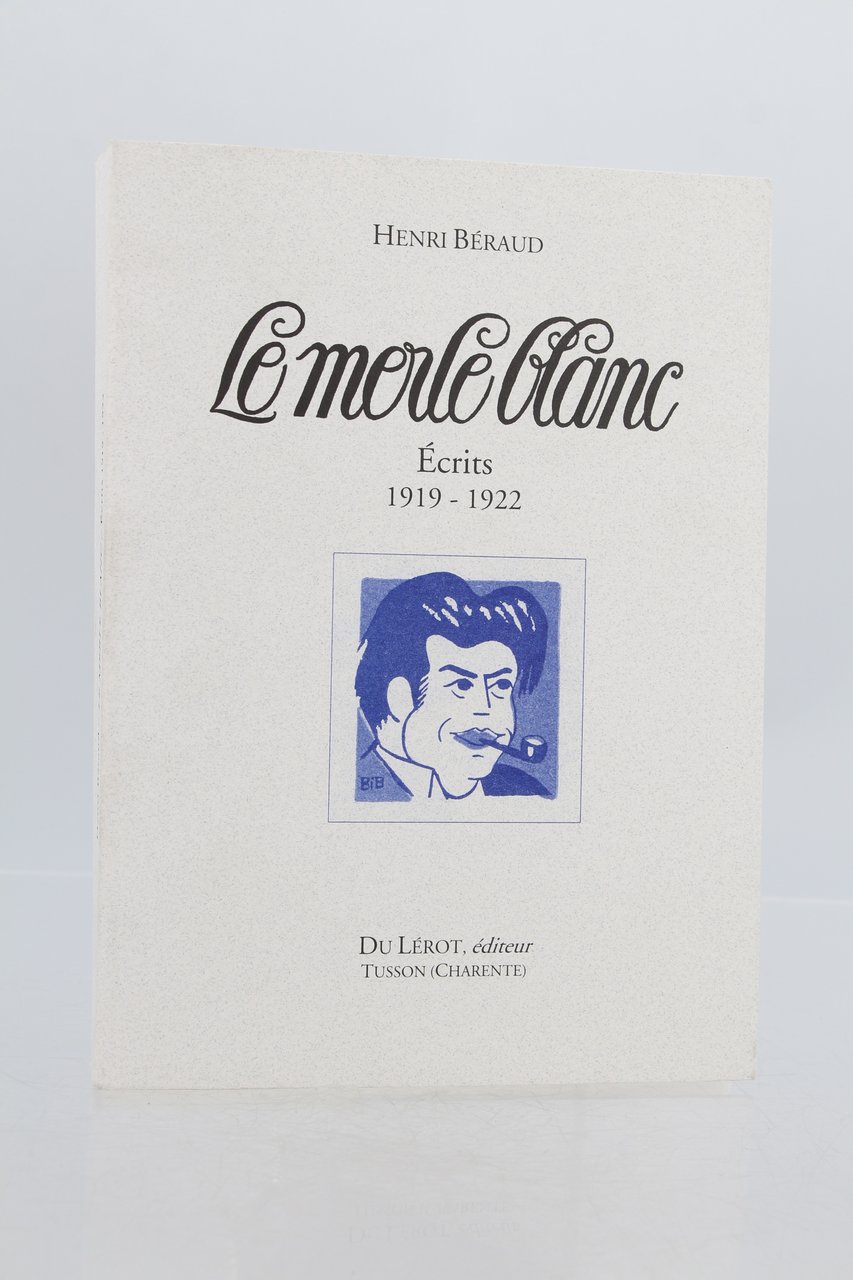 HENRI BÉRAUD
Le merle blanc
Écrits
1919 - 1922
BiB
DU LÉROT, éditeur
TUSSON (CHARENTE)